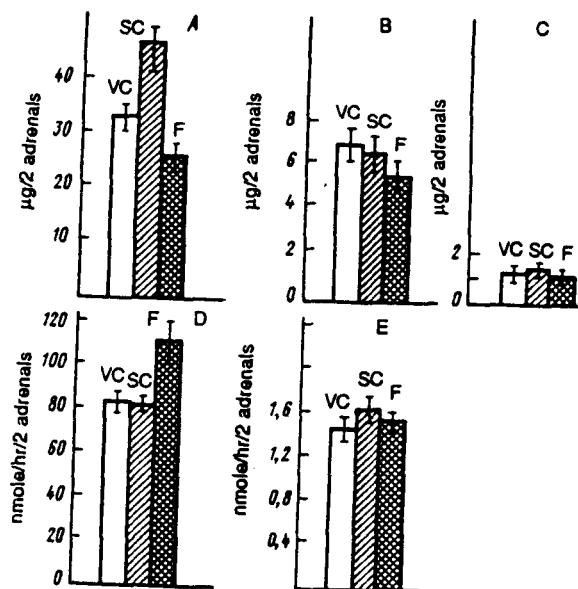 A
SC
VC
F
40
30
20
10
µg/2 adrenals
B
VC
SC
F
8
6
4
2
0
µg/2 adrenals
C
VC SC F
2
0
µg/2 adrenals
F D
VC SC
120
100
80
60
40
20
0
nmole/hr/2 adrenals
E
SC
VC F
1,6
1,2
0,8
0,4
nmole/hr/2 adrenals